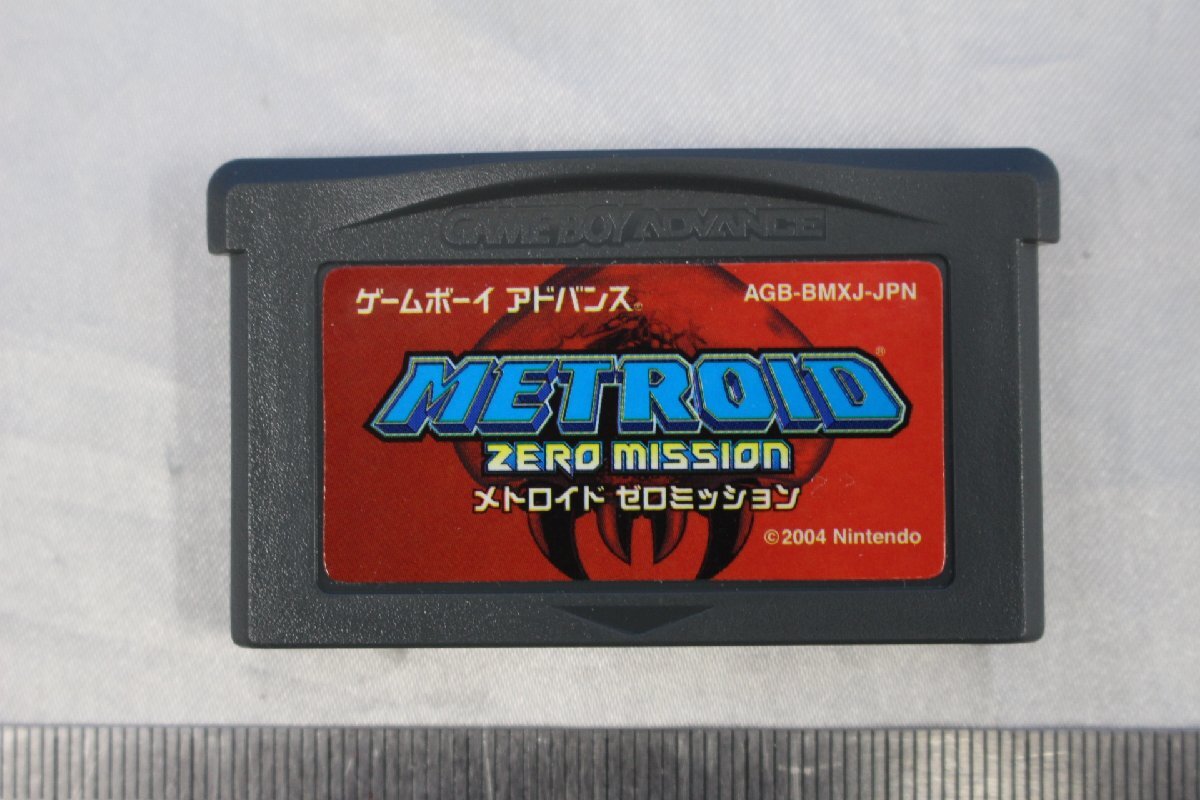 GAME BOY ADVANCE
ゲームボーイ アドバンス
AGB-BMXJ-JPN
METROID®
ZERO MISSION
メトロイド ゼロミッション
©2004 Nintendo